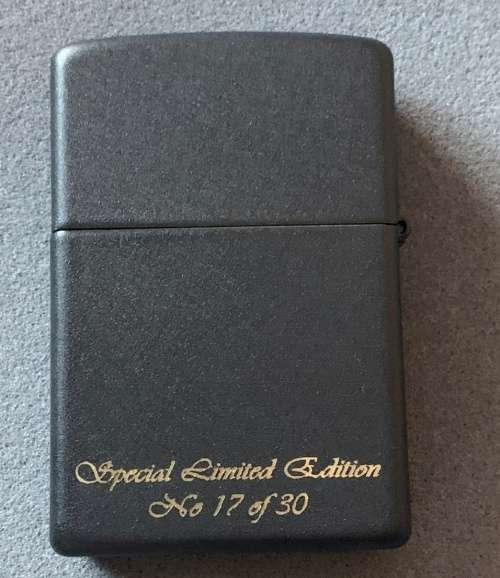 Special Limited Edition
No 17 of 30